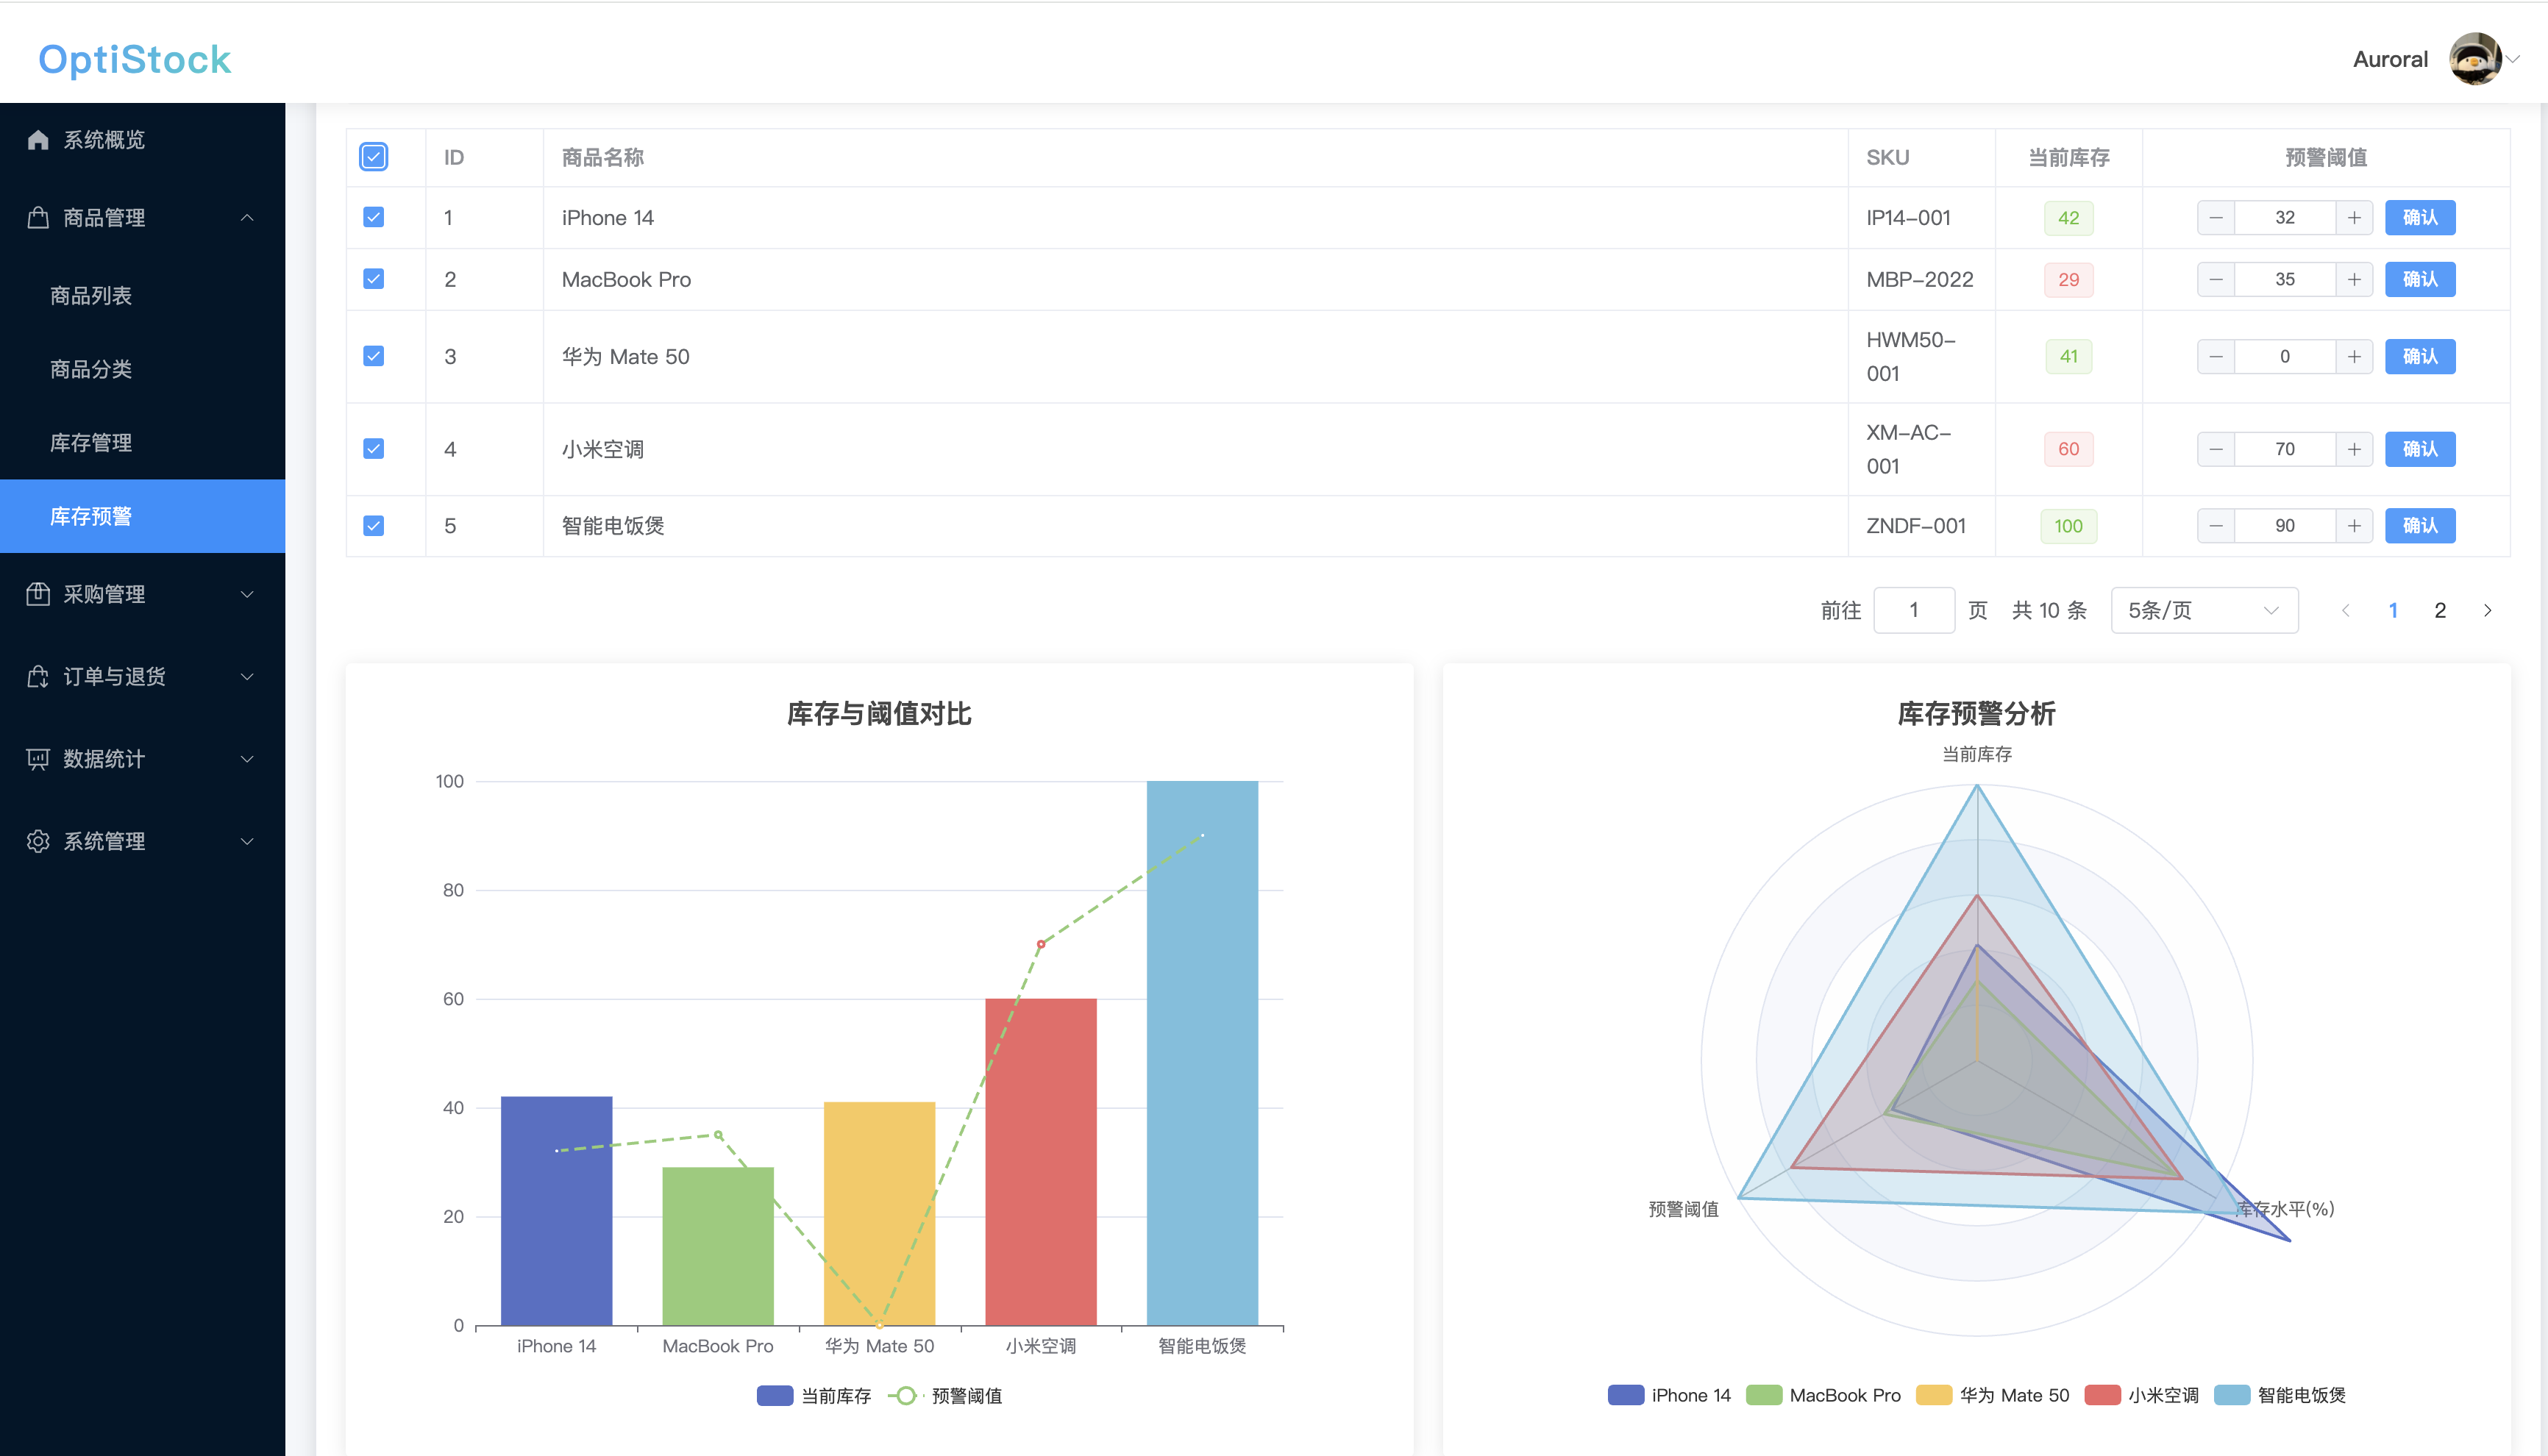 OptiStock
Auroral
系统概览
商品管理
商品列表
商品分类
库存管理
库存预警
采购管理
订单与退货
数据统计
系统管理
ID 商品名称 SKU 当前库存 预警阈值
1 iPhone 14 IP14-001 42 32 确认
2 MacBook Pro MBP-2022 29 35 确认
3 华为 Mate 50 HWM50-
001 41 0 确认
4 小米空调 XM-AC-
001 60 70 确认
5 智能电饭煲 ZNDF-001 100 90 确认
前往 1 页 共 10 条 5条/页 1 2
库存与阈值对比
100
80
60
40
20
0
iPhone 14 MacBook Pro 华为 Mate 50 小米空调 智能电饭煲
当前库存 预警阈值
库存预警分析
当前库存
预警阈值
库存水平(%)
iPhone 14 MacBook Pro 华为 Mate 50 小米空调 智能电饭煲